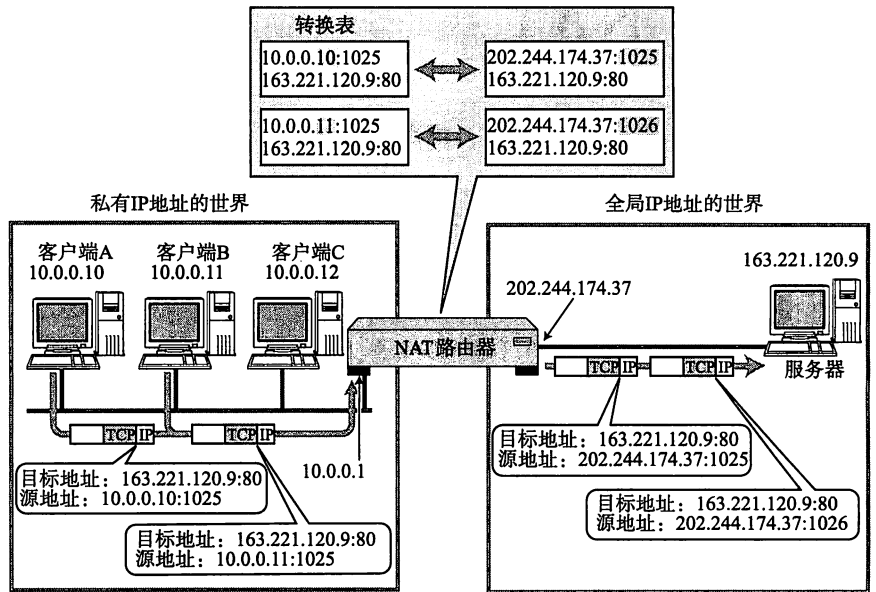 转换表
10.0.0.10:1025
163.221.120.9:80
202.244.174.37:1025
163.221.120.9:80
10.0.0.11:1025
163.221.120.9:80
202.244.174.37:1026
163.221.120.9:80
私有IP地址的世界
全局IP地址的世界
客户端A
10.0.0.10
客户端B
10.0.0.11
客户端C
10.0.0.12
163.221.120.9
202.244.174.37
NAT路由器
服务器
TCP IP
TCP IP
TCP IP
TCP IP
10.0.0.1
目标地址：163.221.120.9:80
源地址：10.0.0.10:1025
目标地址：163.221.120.9:80
源地址：10.0.0.11:1025
目标地址：163.221.120.9:80
源地址：202.244.174.37:1025
目标地址：163.221.120.9:80
源地址：202.244.174.37:1026